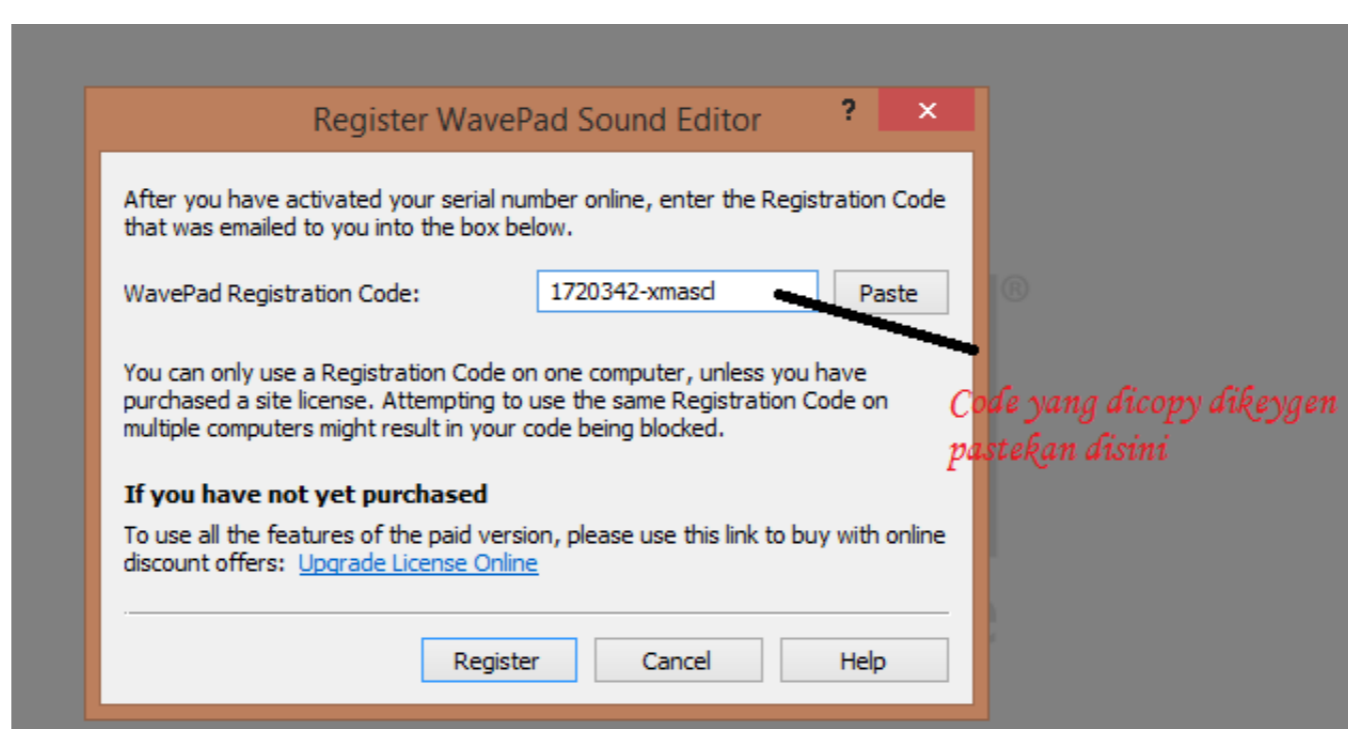 Register WavePad Sound Editor
?
×
After you have activated your serial number online, enter the Registration Code
that was emailed to you into the box below.
WavePad Registration Code:
1720342-xmascl
Paste
®
You can only use a Registration Code on one computer, unless you have
purchased a site license. Attempting to use the same Registration Code on
multiple computers might result in your code being blocked.
Code yang dicopy dikeygen
pastekan disini
If you have not yet purchased
To use all the features of the paid version, please use this link to buy with online
discount offers: Upgrade License Online
Register
Cancel
Help